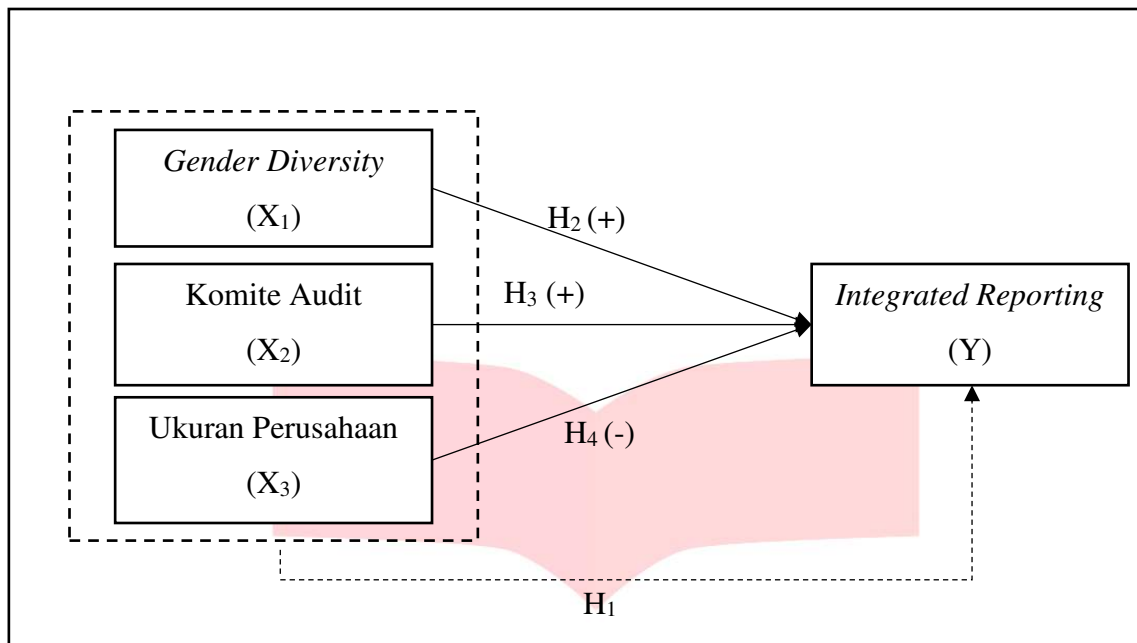 Gender Diversity
(X₁)
H₂ (+)
Komite Audit
(X₂)
H₃ (+)
Integrated Reporting
(Y)
Ukuran Perusahaan
(X₃)
H₄ (-)
H₁